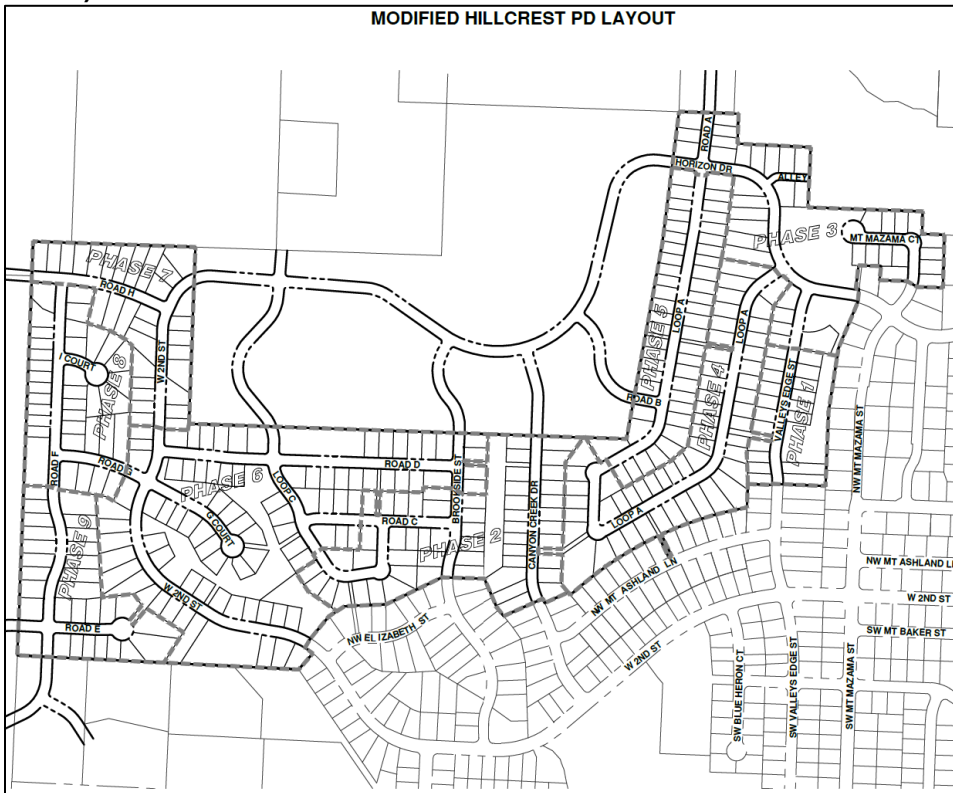 MODIFIED HILLCREST PD LAYOUT
ROAD A
HORIZON DR
ALLEY
PHASE 3
MT MAZAMA CT
PHASE 7
ROAD H
PHASE 5
LOOP A
LOOP A
I COURT
PHASE 8
W 2ND ST
ROAD B
PHASE 4
VALLEYS EDGE ST
PHASE 1
NW MT MAZAMA ST
ROAD F
ROAD G
PHASE 6
LOOP C
ROAD D
BROOKSIDE ST
G COURT
ROAD C
PHASE 2
CANYON CREEK DR
LOOP A
PHASE 9
W 2ND ST
ROAD E
NW ELIZABETH ST
NW MT ASHLAND LN
W 2ND ST
NW MT ASHLAND LN
W 2ND ST
SW MT BAKER ST
SW BLUE HERON CT
SW VALLEYS EDGE ST
SW MT MAZAMA ST